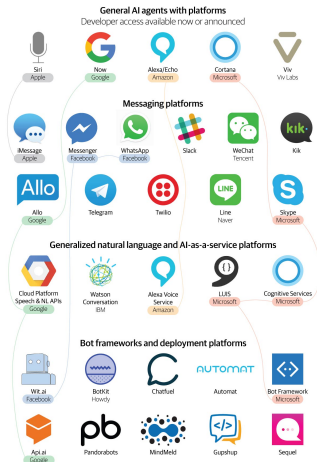 General AI agents with platforms
Developer access available now or announced
Siri
Apple
Now
Google
Alexa/Echo
Amazon
Cortana
Microsoft
Viv
Viv Labs
Messaging platforms
kik
iMessage
Apple
Messenger
Facebook
WhatsApp
Facebook
Slack
WeChat
Tencent
Kik
Allo
LINE
Allo
Google
Telegram
Twilio
Line
Naver
Skype
Microsoft
Generalized natural language and AI-as-a-service platforms
Cloud Platform
Speech & NL APIs
Google
Watson
Conversation
IBM
Alexa Voice
Service
Amazon
LUIS
Microsoft
Cognitive Services
Microsoft
Bot frameworks and deployment platforms
AUTOMAT
Wit.ai
Facebook
BotKit
Howdy
Chatfuel
Automat
Bot Framework
Microsoft
pb
Api.ai
Google
Pandorabots
MindMeld
Gupshup
Sequel